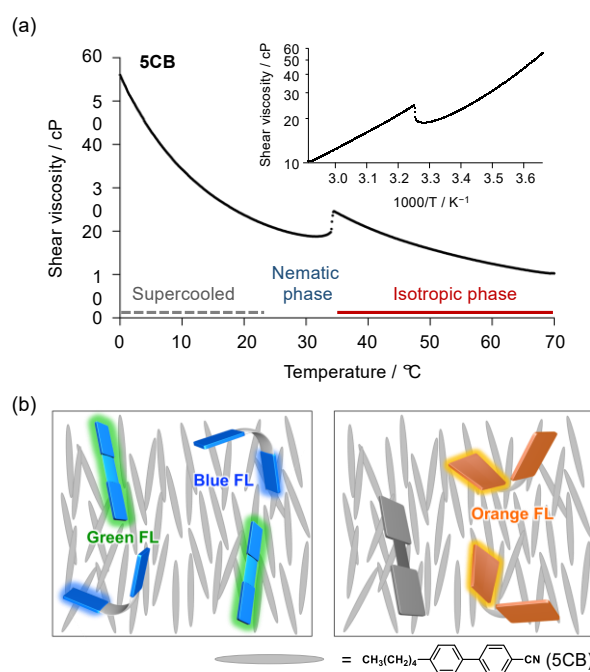 (a)
5CB
Shear viscosity / cP
60
5
0
40
3
0
20
1
0
0
0 10 20 30 40 50 60 70
Temperature / ℃
Supercooled
Nematic
phase
Isotropic phase
Shear viscosity / cP
60
50
40
30
20
10
3.0 3.1 3.2 3.3 3.4 3.5 3.6
1000/T / K⁻¹
(b)
Blue FL
Green FL
Orange FL
= CH₃(CH₂)₄ CN (5CB)